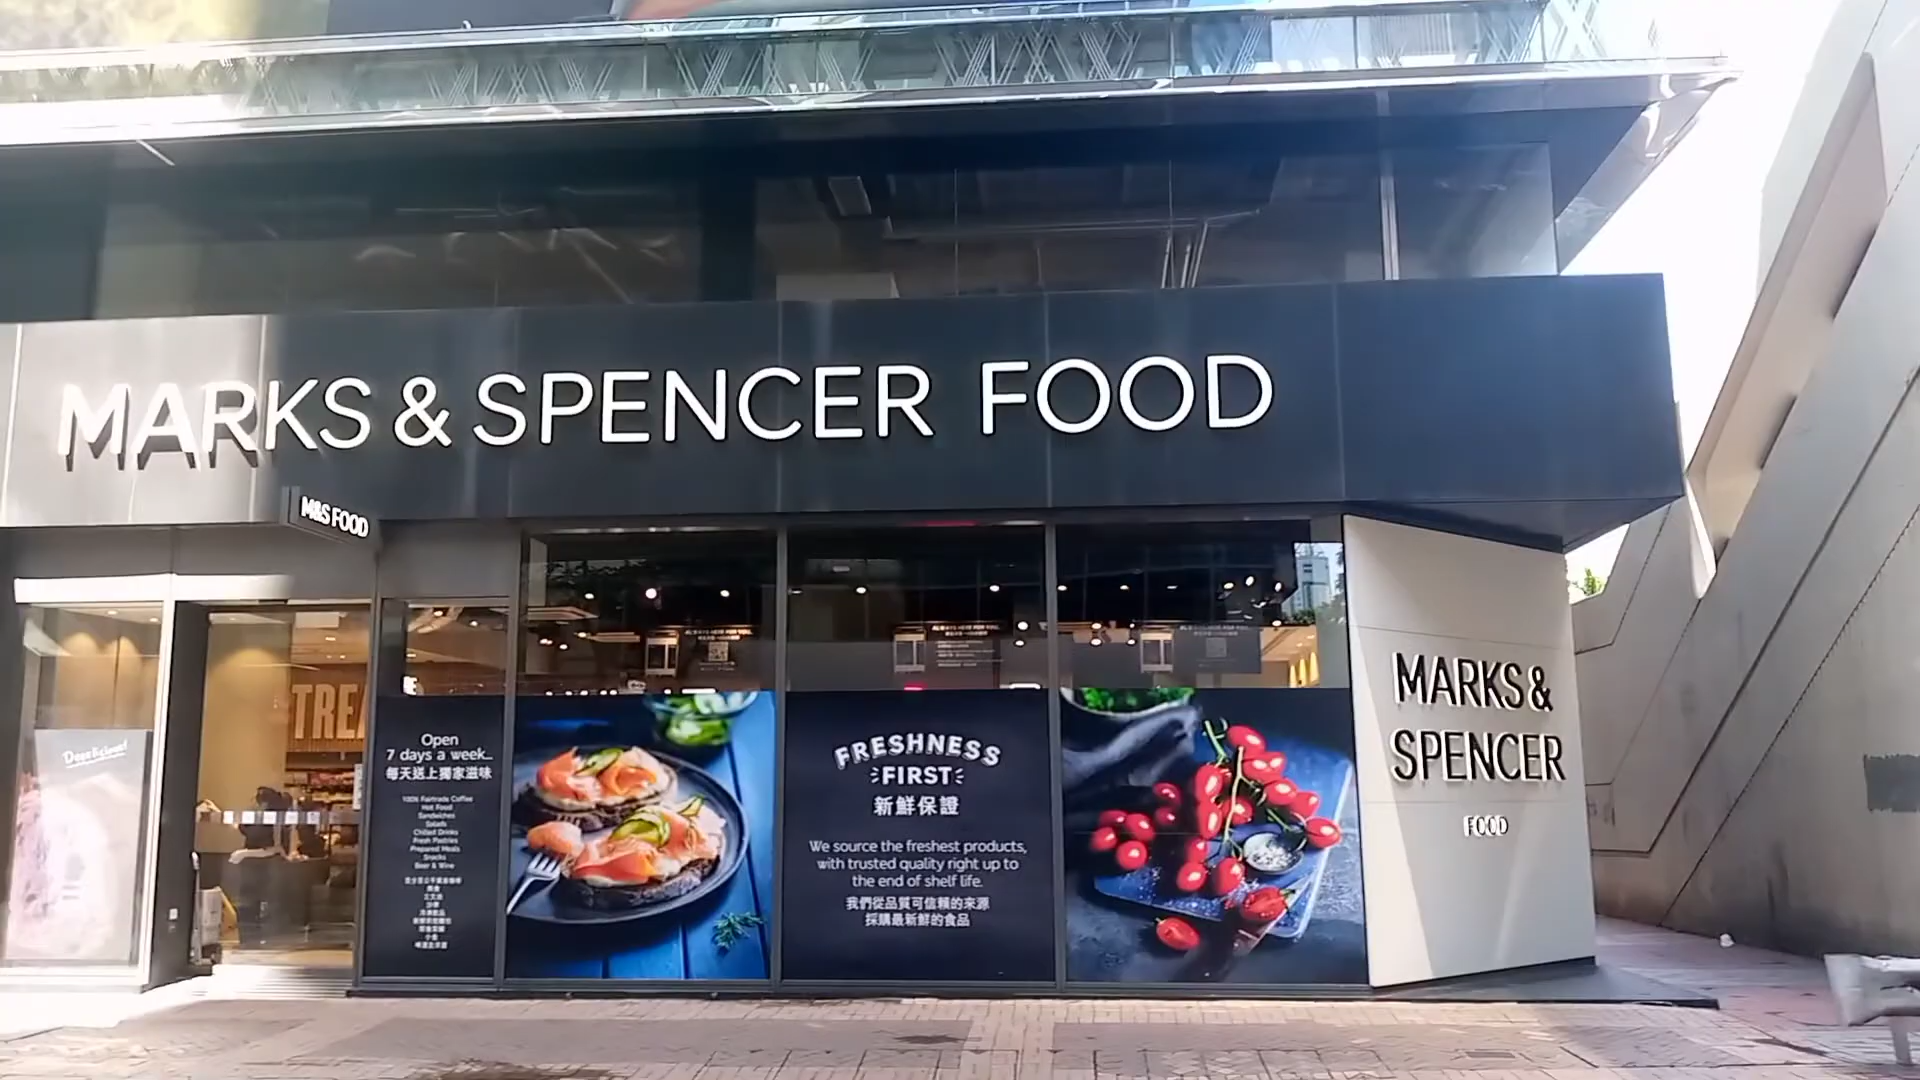 MARKS & SPENCER FOOD
M&S FOOD
TREA
Open
7 days a week...
每天送上獨家滋味
100% Fairtrade Coffee
Hot Food
Sandwiches
Salads
Chilled Drinks
Fresh Pastries
Prepared Meals
Snacks
Beer & Wine
FRESHNESS
FIRST
新鮮保證
We source the freshest products,
with trusted quality right up to
the end of shelf life.
我們從品質可信賴的來源
採購最新鮮的食品
MARKS &
SPENCER
FOOD